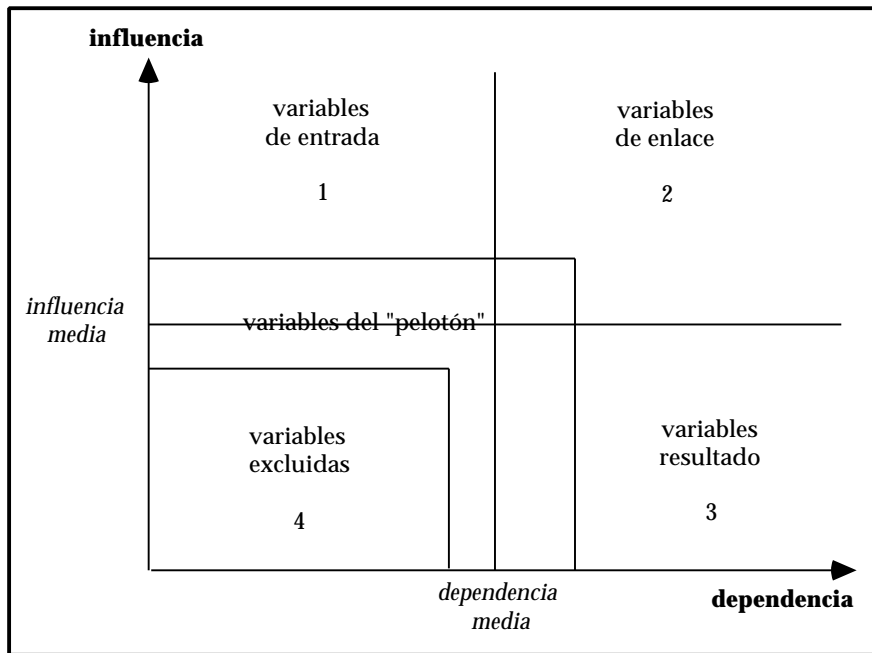 influencia
variables
de entrada
1
variables
de enlace
2
influencia
media
variables del "pelotón"
variables
excluidas
4
variables
resultado
3
dependencia
media
dependencia